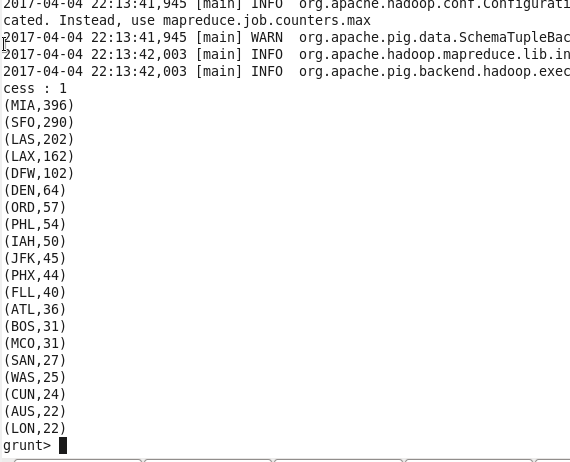 2017-04-04 22:13:41,945 [main] INFO  org.apache.hadoop.conf.Configurati
cated. Instead, use mapreduce.job.counters.max
2017-04-04 22:13:41,945 [main] WARN  org.apache.pig.data.SchemaTupleBac
2017-04-04 22:13:42,003 [main] INFO  org.apache.hadoop.mapreduce.lib.in
2017-04-04 22:13:42,003 [main] INFO  org.apache.pig.backend.hadoop.exec
cess : 1
(MIA,396)
(SFO,290)
(LAS,202)
(LAX,162)
(DFW,102)
(DEN,64)
(ORD,57)
(PHL,54)
(IAH,50)
(JFK,45)
(PHX,44)
(FLL,40)
(ATL,36)
(BOS,31)
(MCO,31)
(SAN,27)
(WAS,25)
(CUN,24)
(AUS,22)
(LON,22)
grunt>